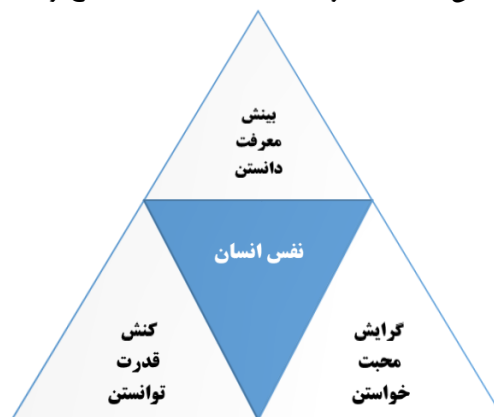 بینش
معرفت
دانستن
نفس انسان
گرایش
محبت
خواستن
کنش
قدرت
توانستن